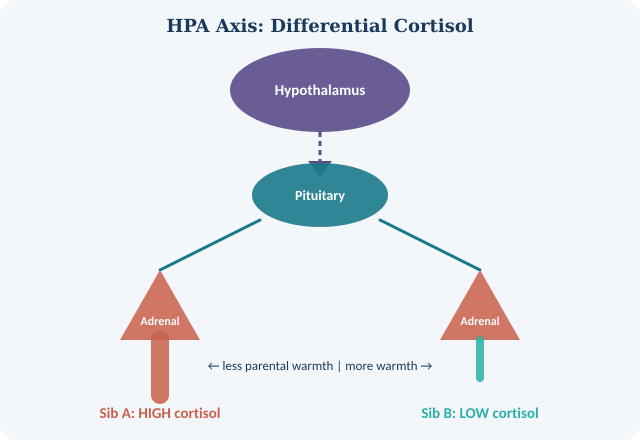 HPA Axis: Differential Cortisol
Hypothalamus
Pituitary
Adrenal
Adrenal
← less parental warmth | more warmth →
Sib A: HIGH cortisol
Sib B: LOW cortisol